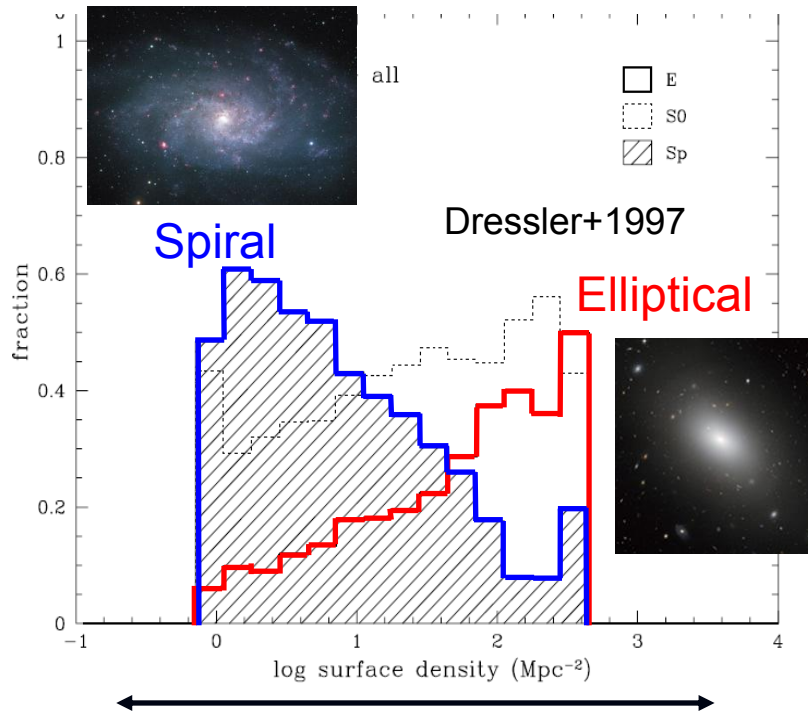 all
E
S0
Sp
Dressler+1997
Spiral
Elliptical
fraction
1
0.8
0.6
0.4
0.2
0
-1
0
1
2
3
4
log surface density (Mpc⁻²)